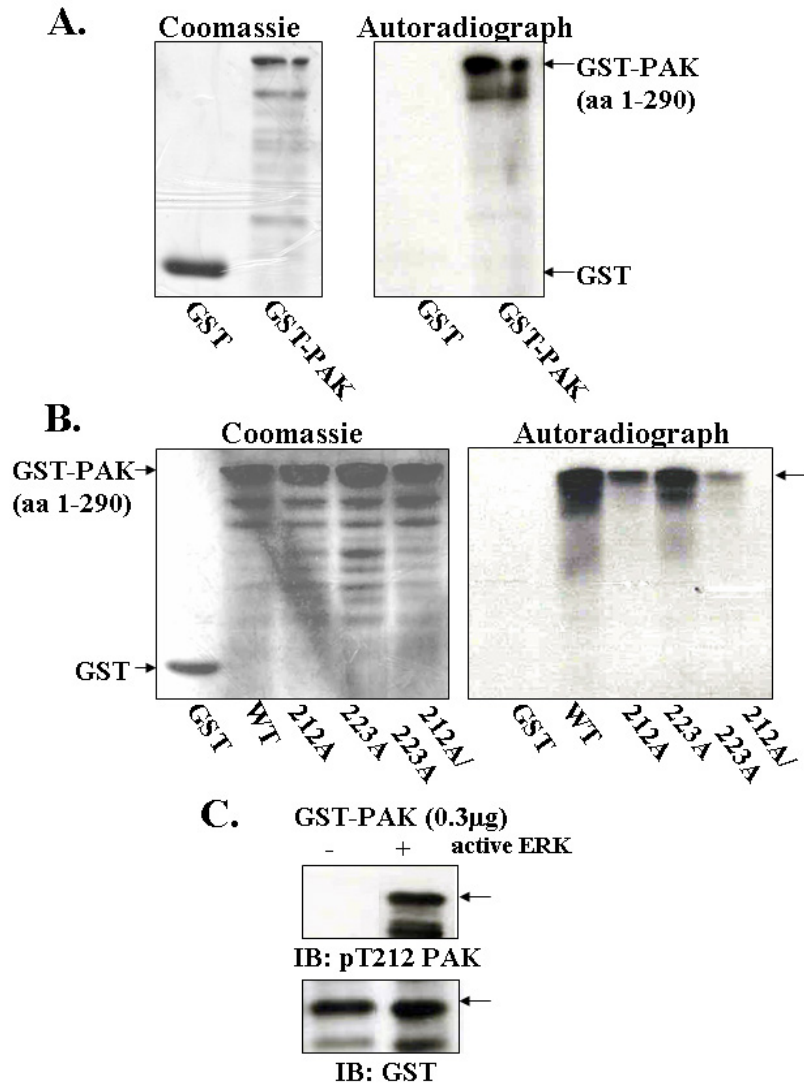 A.
Coomassie Autoradiograph
GST-PAK
(aa 1-290)
GST
GST GST-PAK GST GST-PAK
B.
Coomassie Autoradiograph
GST-PAK
(aa 1-290)
GST
GST WT 212A 223A 212A/
223A
GST WT 212A 223A 212A/
223A
C.
GST-PAK (0.3µg)
- + active ERK
IB: pT212 PAK
IB: GST